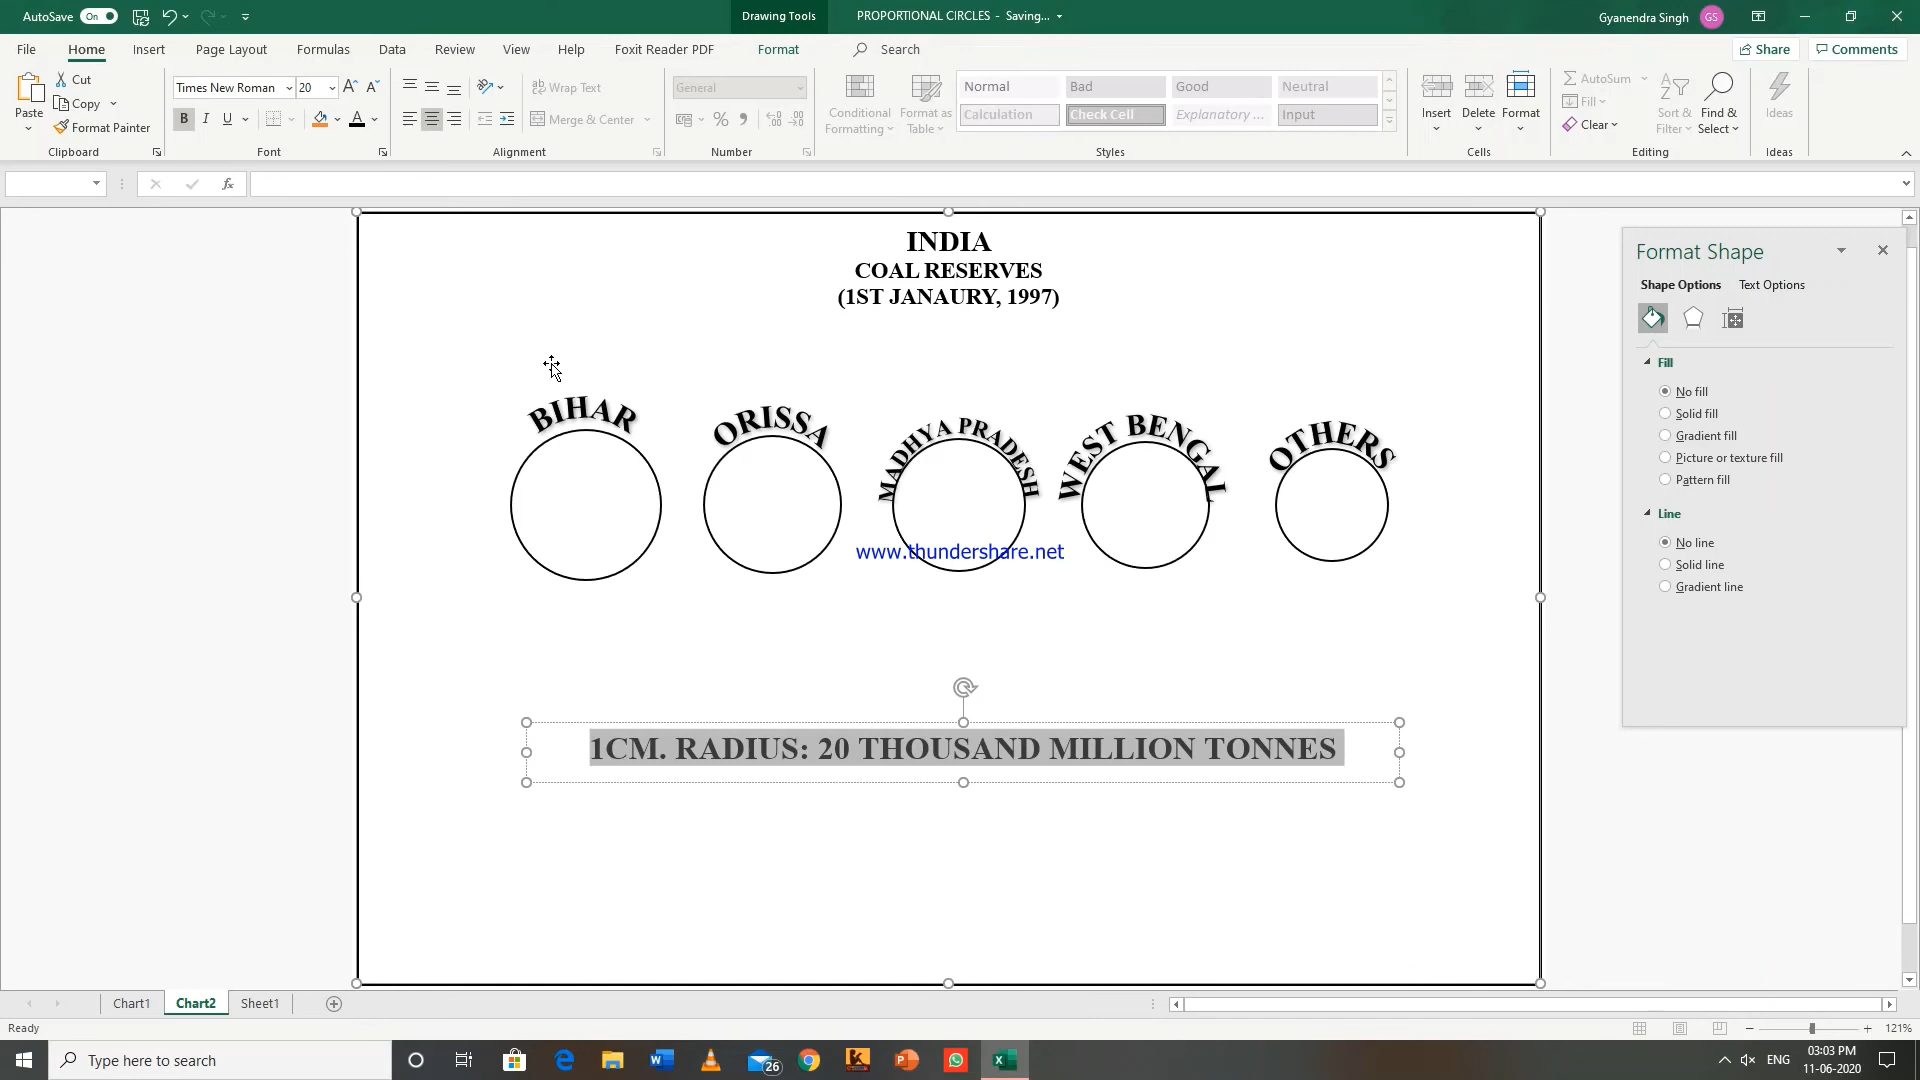 AutoSave On Drawing Tools PROPORTIONAL CIRCLES - Saving... Gyanendra Singh GS
File Home Insert Page Layout Formulas Data Review View Help Foxit Reader PDF Format Search Share Comments
Paste
Cut
Copy
Format Painter
Clipboard
Times New Roman 20
B I U
Font
Wrap Text
Merge & Center
Alignment
General
Number
Conditional Formatting
Format as Table
Normal Bad Good Neutral
Calculation Check Cell Explanatory ... Input
Styles
Insert Delete Format
Cells
AutoSum
Fill
Clear
Sort & Filter
Find & Select
Editing
Ideas
Ideas
fx
INDIA
COAL RESERVES
(1ST JANAURY, 1997)
BIHAR
ORISSA
MADHYA PRADESH
WEST BENGAL
OTHERS
www.thundershare.net
1CM. RADIUS: 20 THOUSAND MILLION TONNES
Format Shape
Shape Options Text Options
Fill
No fill
Solid fill
Gradient fill
Picture or texture fill
Pattern fill
Line
No line
Solid line
Gradient line
Chart1 Chart2 Sheet1
Ready 121%
Type here to search 26 ENG 03:03 PM
11-06-2020